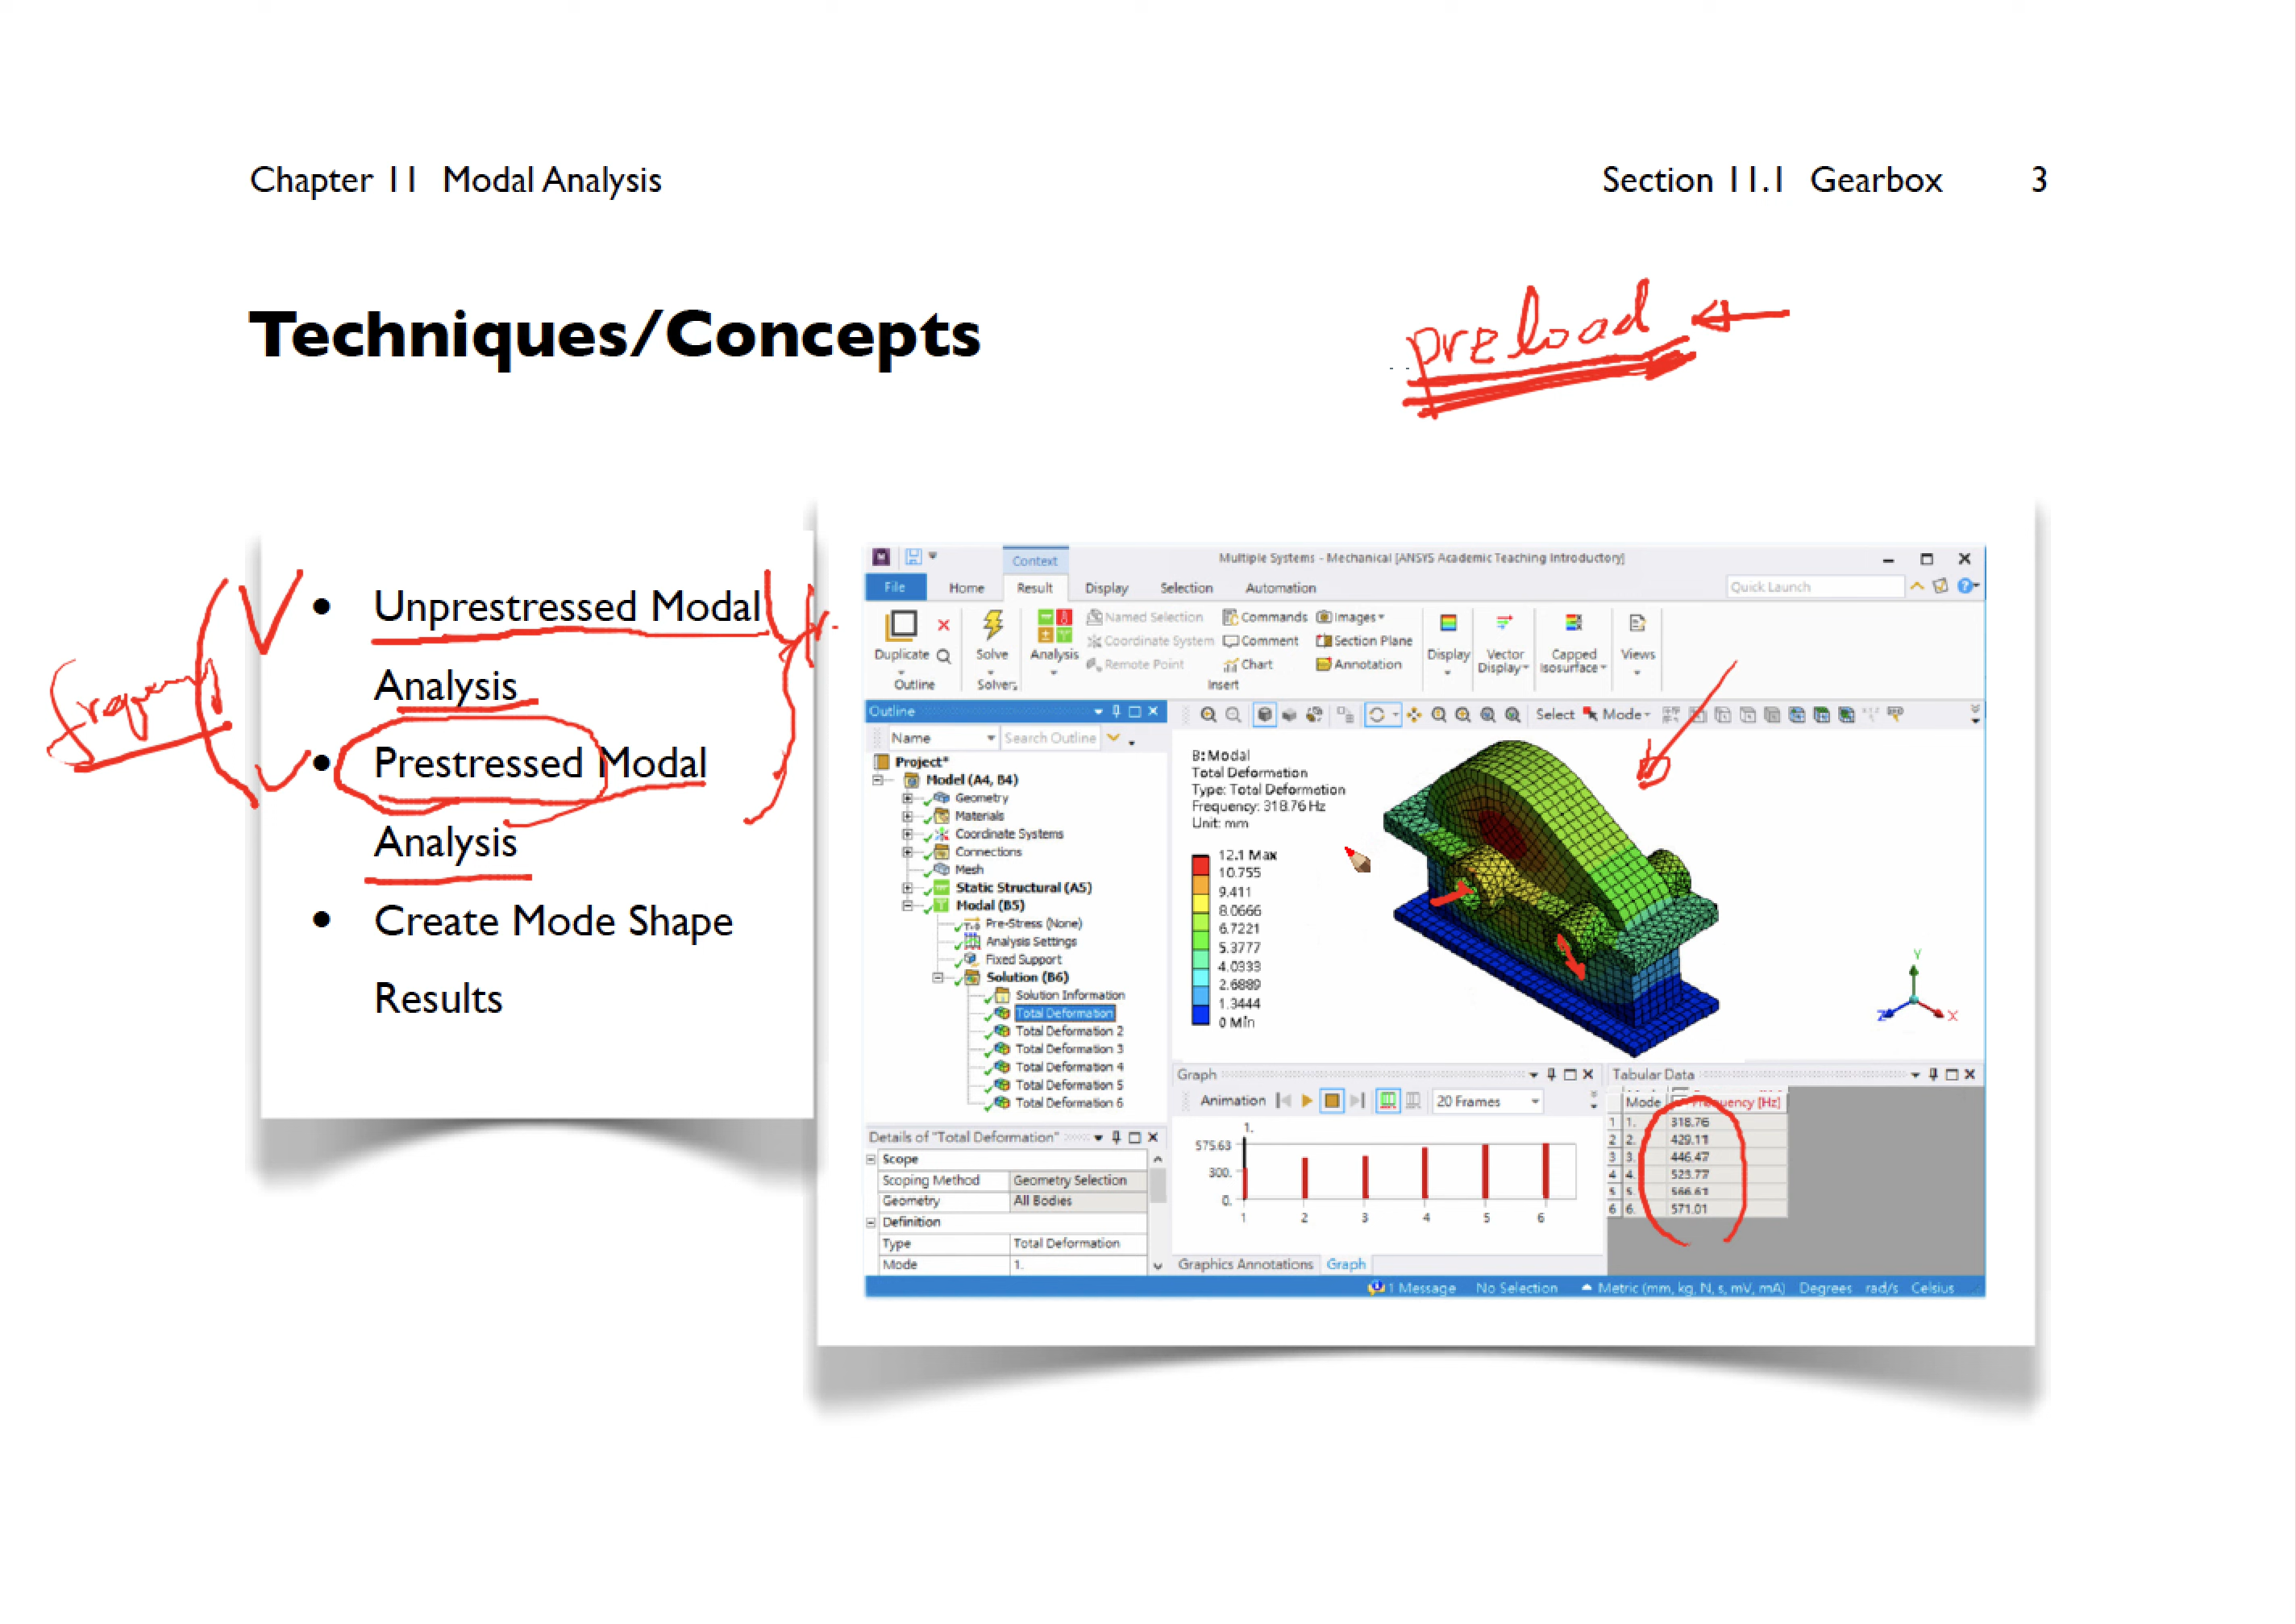 Chapter 11 Modal Analysis
Section 11.1 Gearbox 3
Techniques/Concepts
preload
frequency
• Unprestressed Modal
Analysis
• Prestressed Modal
Analysis
• Create Mode Shape
Results
Context
Multiple Systems - Mechanical [ANSYS Academic Teaching Introductory]
File Home Result Display Selection Automation
Quick Launch
Duplicate
Outline
Solve
Solver
Analysis
Named Selection
Coordinate System
Remote Point
Commands
Comment
Chart
Images
Section Plane
Annotation
Insert
Display
Vector
Display
Capped
Isosurface
Views
Outline
Name Search Outline
Select Mode
Project*
Model (A4, B4)
Geometry
Materials
Coordinate Systems
Connections
Mesh
Static Structural (A5)
Modal (B5)
Pre-Stress (None)
Analysis Settings
Fixed Support
Solution (B6)
Solution Information
Total Deformation
Total Deformation 2
Total Deformation 3
Total Deformation 4
Total Deformation 5
Total Deformation 6
Details of "Total Deformation"
Scope
Scoping Method Geometry Selection
Geometry All Bodies
Definition
Type Total Deformation
Mode 1.
B: Modal
Total Deformation
Type: Total Deformation
Frequency: 318.76 Hz
Unit: mm
12.1 Max
10.755
9.411
8.0666
6.7221
5.3777
4.0333
2.6889
1.3444
0 Min
Y
Z
X
Graph
Animation 20 Frames
1.
575.63
300.
0.
1 2 3 4 5 6
Graphics Annotations Graph
Tabular Data
Mode Frequency [Hz]
1 1. 318.76
2 2. 429.11
3 3. 446.47
4 4. 523.77
5 5. 566.61
6 6. 571.01
1 Message No Selection Metric (mm, kg, N, s, mV, mA) Degrees rad/s Celsius